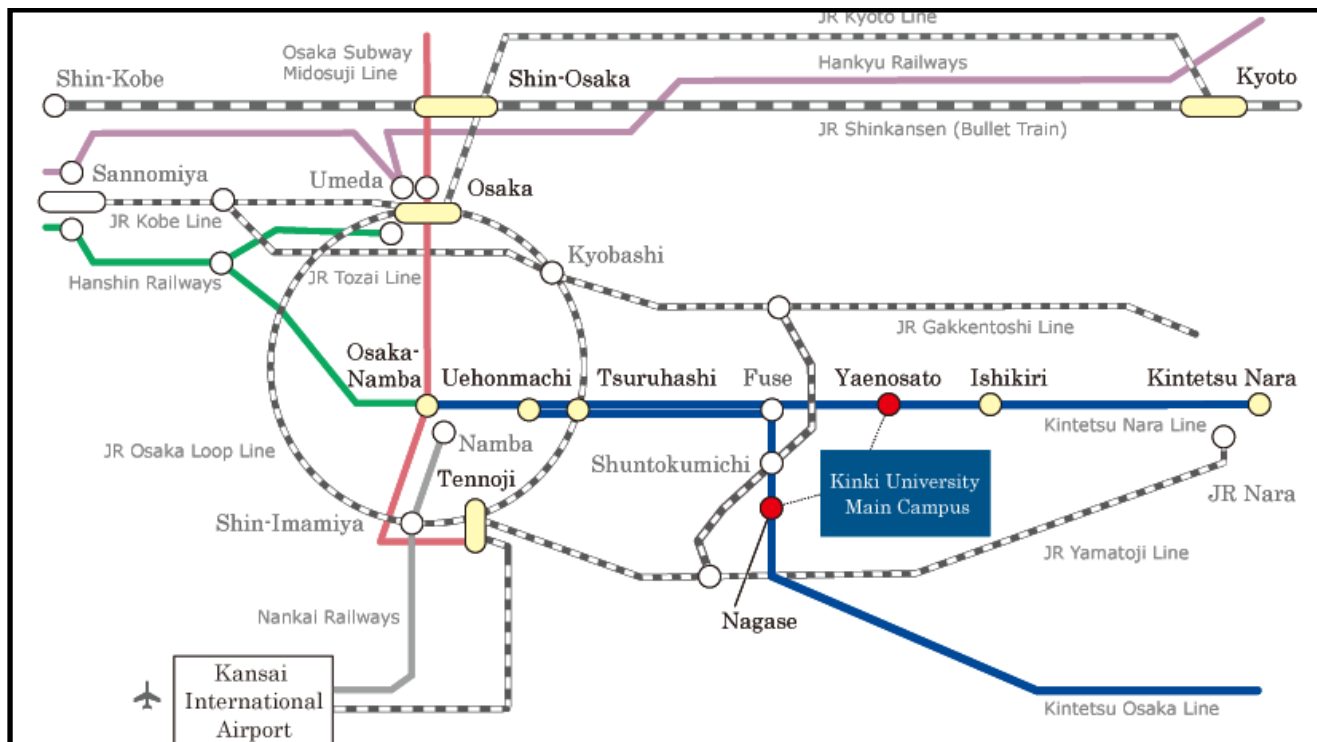 JR Kyoto Line
Osaka Subway
Midosuji Line
Hankyu Railways
Shin-Kobe
Shin-Osaka
Kyoto
JR Shinkansen (Bullet Train)
Sannomiya
Umeda
Osaka
JR Kobe Line
Kyobashi
Hanshin Railways
JR Tozai Line
JR Gakkentoshi Line
Osaka-
Namba
Uehonmachi
Tsuruhashi
Fuse
Yaenosato
Ishikiri
Kintetsu Nara
Kintetsu Nara Line
Namba
JR Osaka Loop Line
Shuntokumichi
Tennoji
Kinki University
Main Campus
JR Nara
Shin-Imamiya
JR Yamatoji Line
Nankai Railways
Nagase
Kansai
International
Airport
Kintetsu Osaka Line